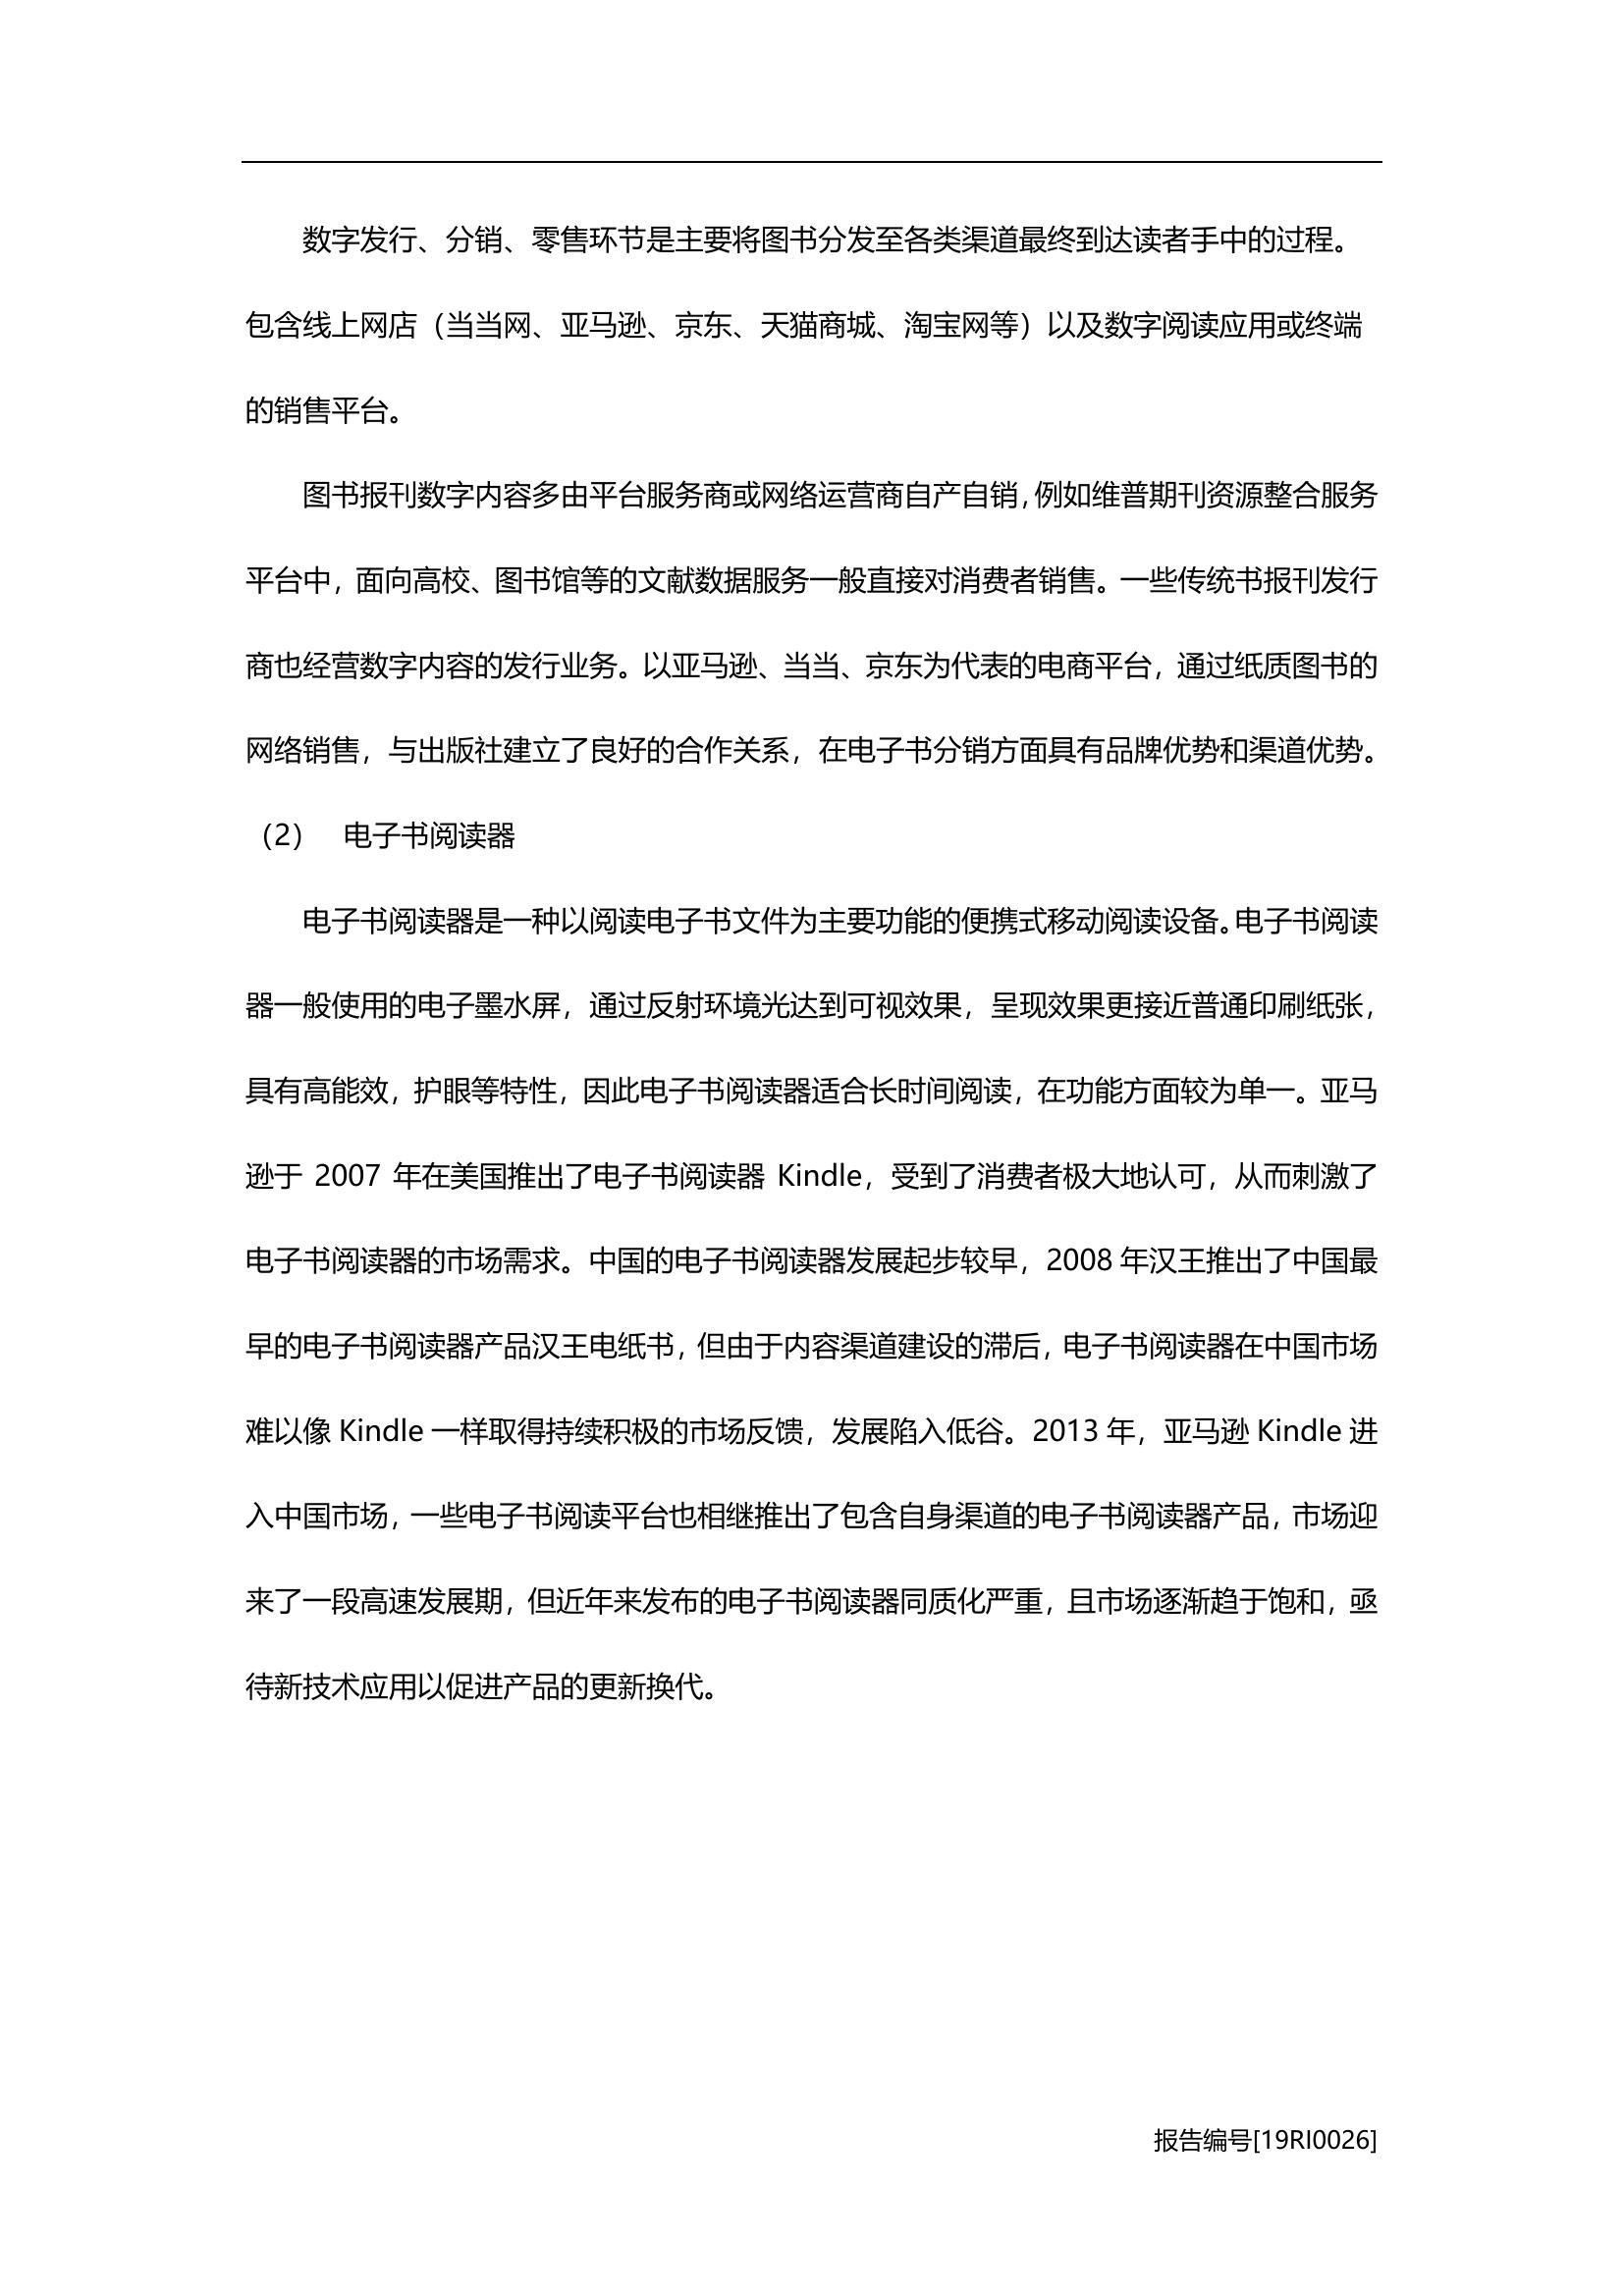 数字发行、分销、零售环节是主要将图书分发至各类渠道最终到达读者手中的过程。
包含线上网店（当当网、亚马逊、京东、天猫商城、淘宝网等）以及数字阅读应用或终端
的销售平台。
图书报刊数字内容多由平台服务商或网络运营商自产自销，例如维普期刊资源整合服务
平台中，面向高校、图书馆等的文献数据服务一般直接对消费者销售。一些传统书报刊发行
商也经营数字内容的发行业务。以亚马逊、当当、京东为代表的电商平台，通过纸质图书的
网络销售，与出版社建立了良好的合作关系，在电子书分销方面具有品牌优势和渠道优势。
（2） 电子书阅读器
电子书阅读器是一种以阅读电子书文件为主要功能的便携式移动阅读设备。电子书阅读
器一般使用的电子墨水屏，通过反射环境光达到可视效果，呈现效果更接近普通印刷纸张，
具有高能效，护眼等特性，因此电子书阅读器适合长时间阅读，在功能方面较为单一。亚马
逊于 2007 年在美国推出了电子书阅读器 Kindle，受到了消费者极大地认可，从而刺激了
电子书阅读器的市场需求。中国的电子书阅读器发展起步较早，2008 年汉王推出了中国最
早的电子书阅读器产品汉王电纸书，但由于内容渠道建设的滞后，电子书阅读器在中国市场
难以像 Kindle 一样取得持续积极的市场反馈，发展陷入低谷。2013 年，亚马逊 Kindle 进
入中国市场，一些电子书阅读平台也相继推出了包含自身渠道的电子书阅读器产品，市场迎
来了一段高速发展期，但近年来发布的电子书阅读器同质化严重，且市场逐渐趋于饱和，亟
待新技术应用以促进产品的更新换代。
报告编号[19RI0026]